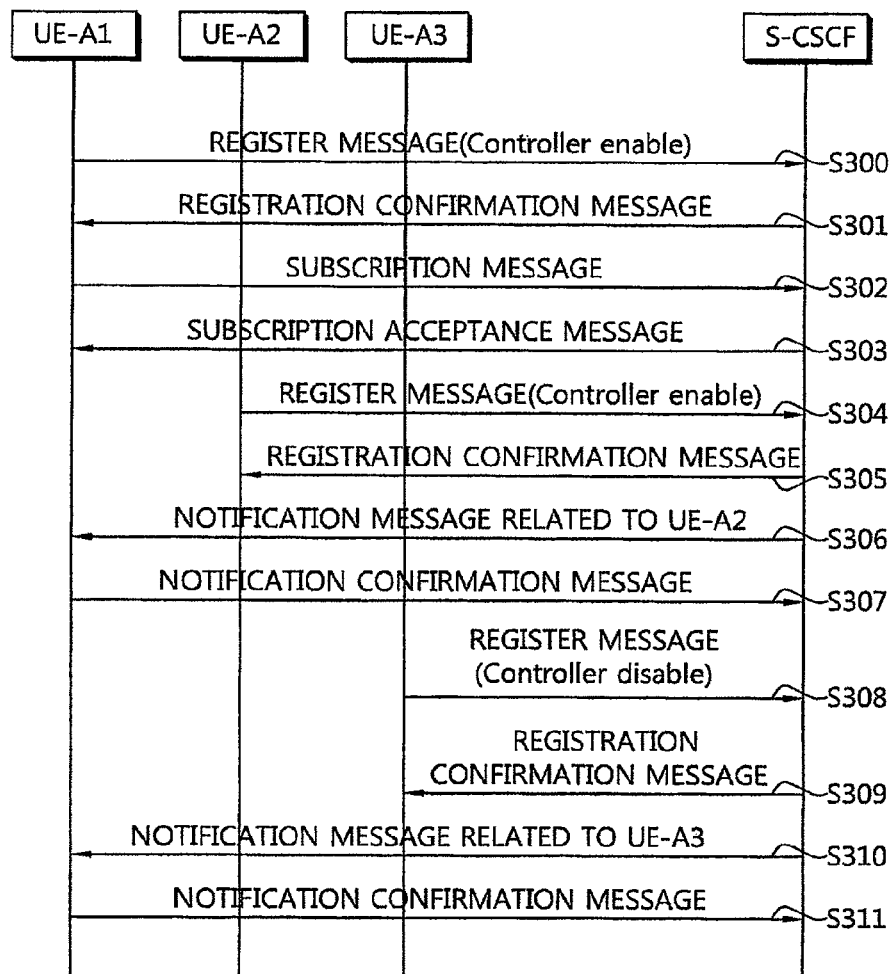 UE-A1
UE-A2
UE-A3
S-CSCF
REGISTER MESSAGE(Controller enable)
S300
REGISTRATION CONFIRMATION MESSAGE
S301
SUBSCRIPTION MESSAGE
S302
SUBSCRIPTION ACCEPTANCE MESSAGE
S303
REGISTER MESSAGE(Controller enable)
S304
REGISTRATION CONFIRMATION MESSAGE
S305
NOTIFICATION MESSAGE RELATED TO UE-A2
S306
NOTIFICATION CONFIRMATION MESSAGE
S307
REGISTER MESSAGE
(Controller disable)
S308
REGISTRATION
CONFIRMATION MESSAGE
S309
NOTIFICATION MESSAGE RELATED TO UE-A3
S310
NOTIFICATION CONFIRMATION MESSAGE
S311